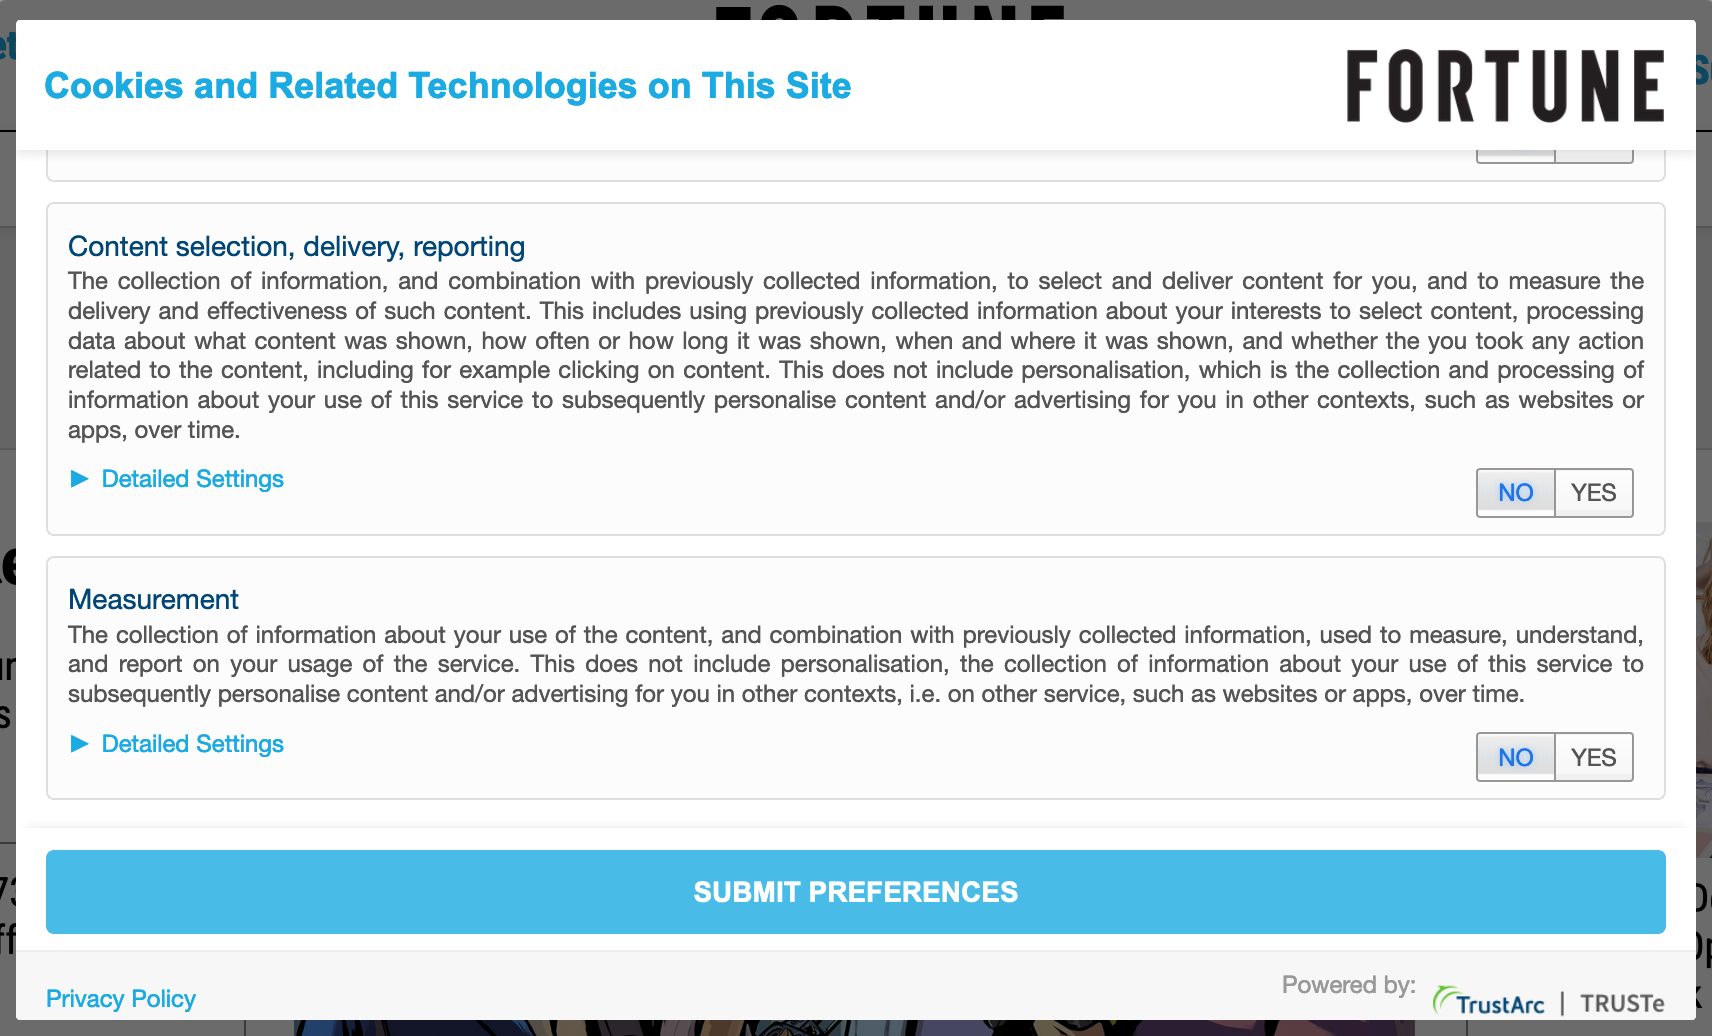 Cookies and Related Technologies on This Site
FORTUNE
Content selection, delivery, reporting
The collection of information, and combination with previously collected information, to select and deliver content for you, and to measure the
delivery and effectiveness of such content. This includes using previously collected information about your interests to select content, processing
data about what content was shown, how often or how long it was shown, when and where it was shown, and whether the you took any action
related to the content, including for example clicking on content. This does not include personalisation, which is the collection and processing of
information about your use of this service to subsequently personalise content and/or advertising for you in other contexts, such as websites or
apps, over time.
► Detailed Settings
NO YES
Measurement
The collection of information about your use of the content, and combination with previously collected information, used to measure, understand,
and report on your usage of the service. This does not include personalisation, the collection of information about your use of this service to
subsequently personalise content and/or advertising for you in other contexts, i.e. on other service, such as websites or apps, over time.
► Detailed Settings
NO YES
SUBMIT PREFERENCES
Privacy Policy
Powered by: TrustArc | TRUSTe